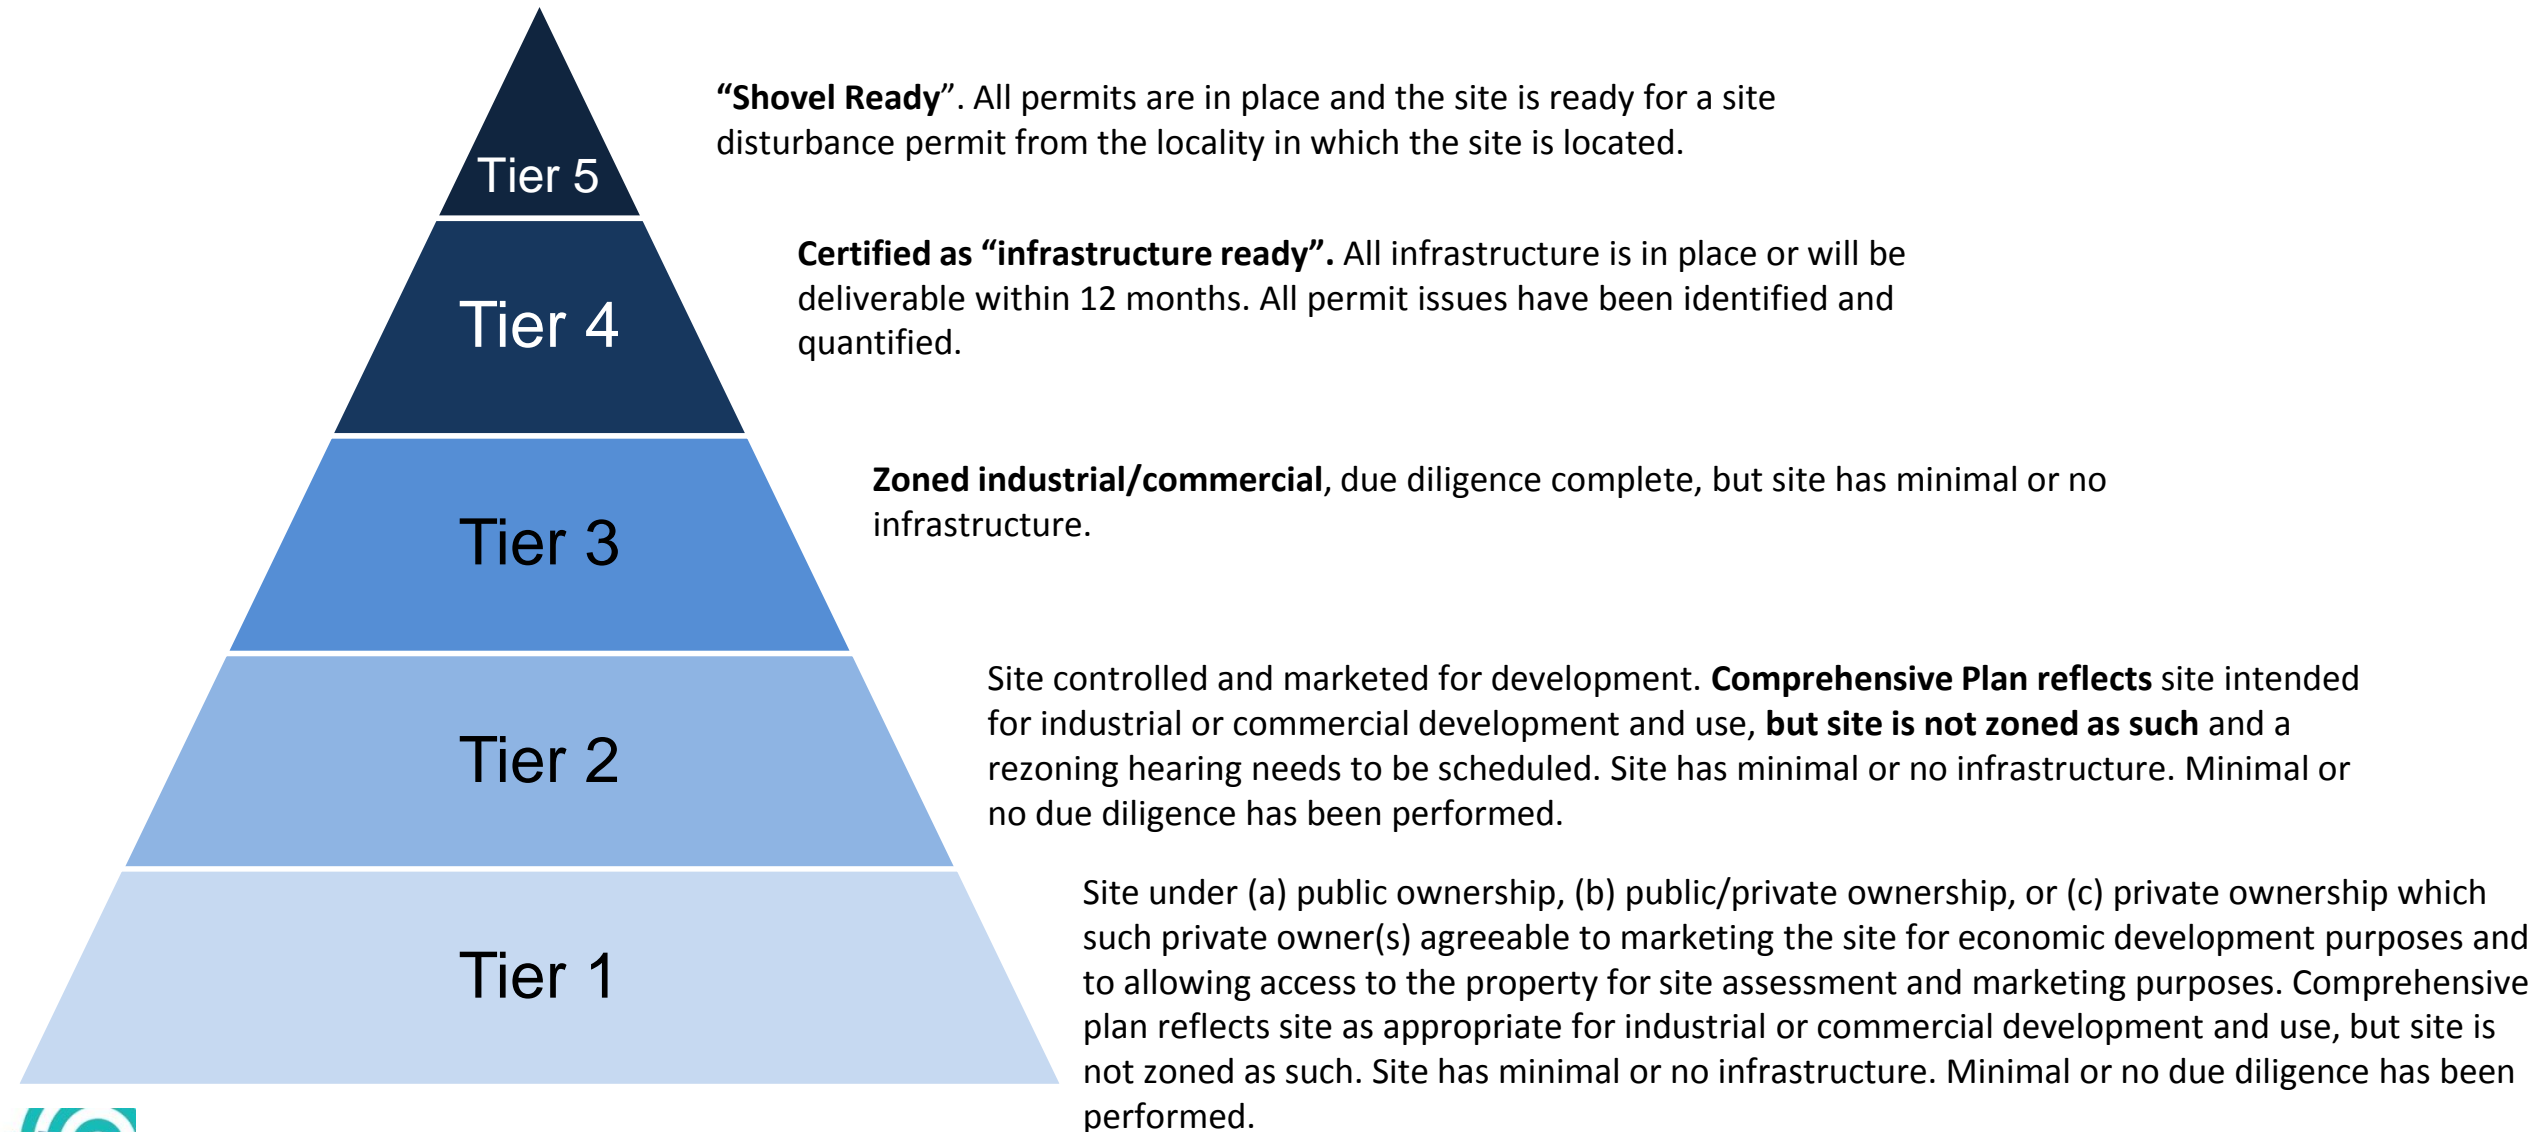 “Shovel Ready”. All permits are in place and the site is ready for a site
disturbance permit from the locality in which the site is located.
Tier 5
Certified as “infrastructure ready”. All infrastructure is in place or will be
deliverable within 12 months. All permit issues have been identified and
quantified.
Tier 4
Zoned industrial/commercial, due diligence complete, but site has minimal or no
infrastructure.
Tier 3
Site controlled and marketed for development. Comprehensive Plan reflects site intended
for industrial or commercial development and use, but site is not zoned as such and a
rezoning hearing needs to be scheduled. Site has minimal or no infrastructure. Minimal or
no due diligence has been performed.
Tier 2
Site under (a) public ownership, (b) public/private ownership, or (c) private ownership which
such private owner(s) agreeable to marketing the site for economic development purposes and
to allowing access to the property for site assessment and marketing purposes. Comprehensive
plan reflects site as appropriate for industrial or commercial development and use, but site is
not zoned as such. Site has minimal or no infrastructure. Minimal or no due diligence has been
performed.
Tier 1